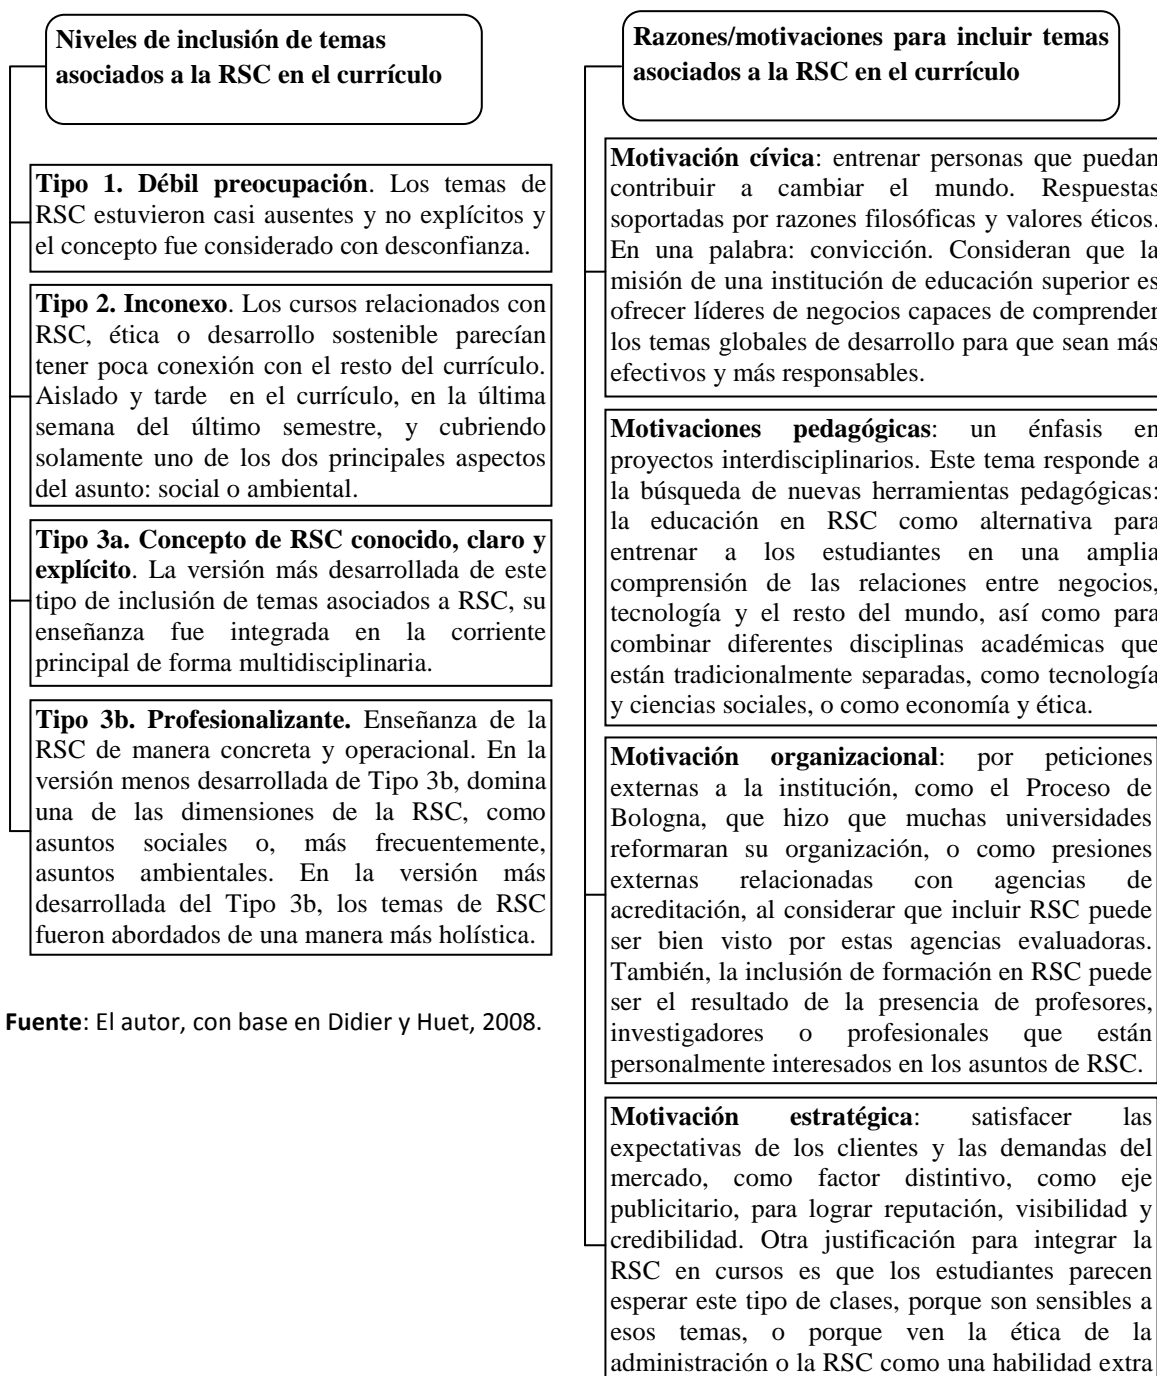 Niveles de inclusión de temas
asociados a la RSC en el currículo
Tipo 1. Débil preocupación. Los temas de
RSC estuvieron casi ausentes y no explícitos y
el concepto fue considerado con desconfianza.
Tipo 2. Inconexo. Los cursos relacionados con
RSC, ética o desarrollo sostenible parecían
tener poca conexión con el resto del currículo.
Aislado y tarde en el currículo, en la última
semana del último semestre, y cubriendo
solamente uno de los dos principales aspectos
del asunto: social o ambiental.
Tipo 3a. Concepto de RSC conocido, claro y
explícito. La versión más desarrollada de este
tipo de inclusión de temas asociados a RSC, su
enseñanza fue integrada en la corriente
principal de forma multidisciplinaria.
Tipo 3b. Profesionalizante. Enseñanza de la
RSC de manera concreta y operacional. En la
versión menos desarrollada de Tipo 3b, domina
una de las dimensiones de la RSC, como
asuntos sociales o, más frecuentemente,
asuntos ambientales. En la versión más
desarrollada del Tipo 3b, los temas de RSC
fueron abordados de una manera más holística.
Fuente: El autor, con base en Didier y Huet, 2008.
Razones/motivaciones para incluir temas
asociados a la RSC en el currículo
Motivación cívica: entrenar personas que puedan
contribuir a cambiar el mundo. Respuestas
soportadas por razones filosóficas y valores éticos.
En una palabra: convicción. Consideran que la
misión de una institución de educación superior es
ofrecer líderes de negocios capaces de comprender
los temas globales de desarrollo para que sean más
efectivos y más responsables.
Motivaciones pedagógicas: un énfasis en
proyectos interdisciplinarios. Este tema responde a
la búsqueda de nuevas herramientas pedagógicas:
la educación en RSC como alternativa para
entrenar a los estudiantes en una amplia
comprensión de las relaciones entre negocios,
tecnología y el resto del mundo, así como para
combinar diferentes disciplinas académicas que
están tradicionalmente separadas, como tecnología
y ciencias sociales, o como economía y ética.
Motivación organizacional: por peticiones
externas a la institución, como el Proceso de
Bologna, que hizo que muchas universidades
reformaran su organización, o como presiones
externas relacionadas con agencias de
acreditación, al considerar que incluir RSC puede
ser bien visto por estas agencias evaluadoras.
También, la inclusión de formación en RSC puede
ser el resultado de la presencia de profesores,
investigadores o profesionales que están
personalmente interesados en los asuntos de RSC.
Motivación estratégica: satisfacer las
expectativas de los clientes y las demandas del
mercado, como factor distintivo, como eje
publicitario, para lograr reputación, visibilidad y
credibilidad. Otra justificación para integrar la
RSC en cursos es que los estudiantes parecen
esperar este tipo de clases, porque son sensibles a
esos temas, o porque ven la ética de la
administración o la RSC como una habilidad extra